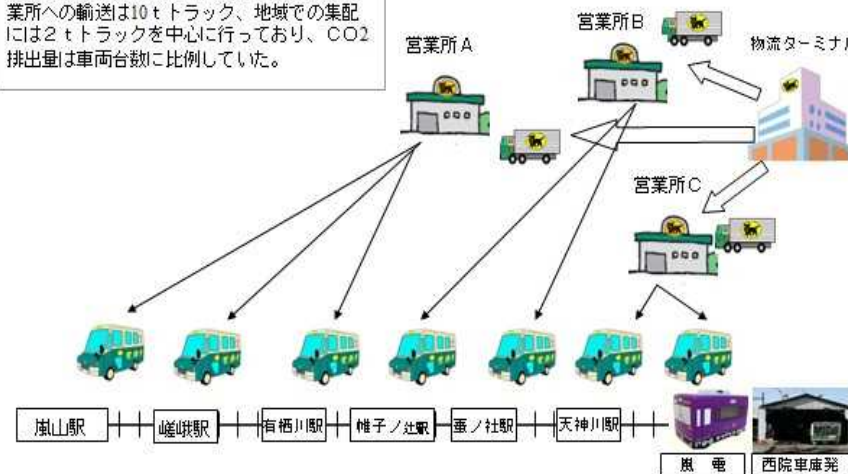 業所への輸送は10ｔトラック、地域での集配
には２ｔトラックを中心に行っており、ＣＯ２
排出量は車両台数に比例していた。
営業所Ａ
営業所Ｂ
物流ターミナル
営業所Ｃ
嵐山駅
嵯峨駅
有栖川駅
帷子ノ辻駅
蚕ノ社駅
天神川駅
嵐　電
西院車庫発